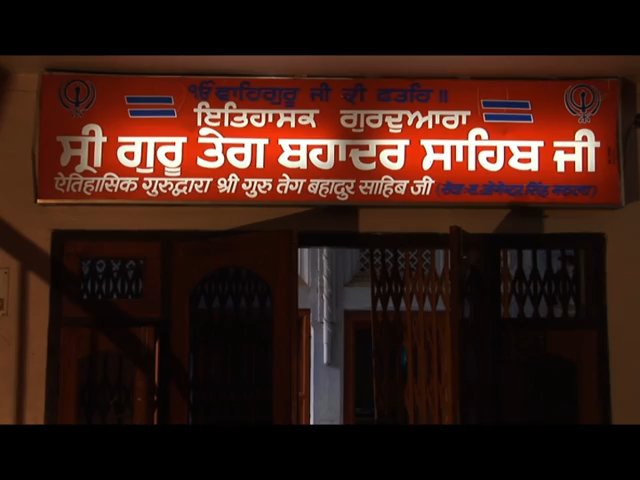 ੴ ਵਾਹਿਗੁਰੂ ਜੀ ਕੀ ਫਤਹਿ ॥
ਇਤਿਹਾਸਕ ਗੁਰਦੁਆਰਾ
ਸ੍ਰੀ ਗੁਰੂ ਤੇਗ ਬਹਾਦਰ ਸਾਹਿਬ ਜੀ
ऐतिहासिक गुरुद्वारा श्री गुरु तेग बहादुर साहिब जी